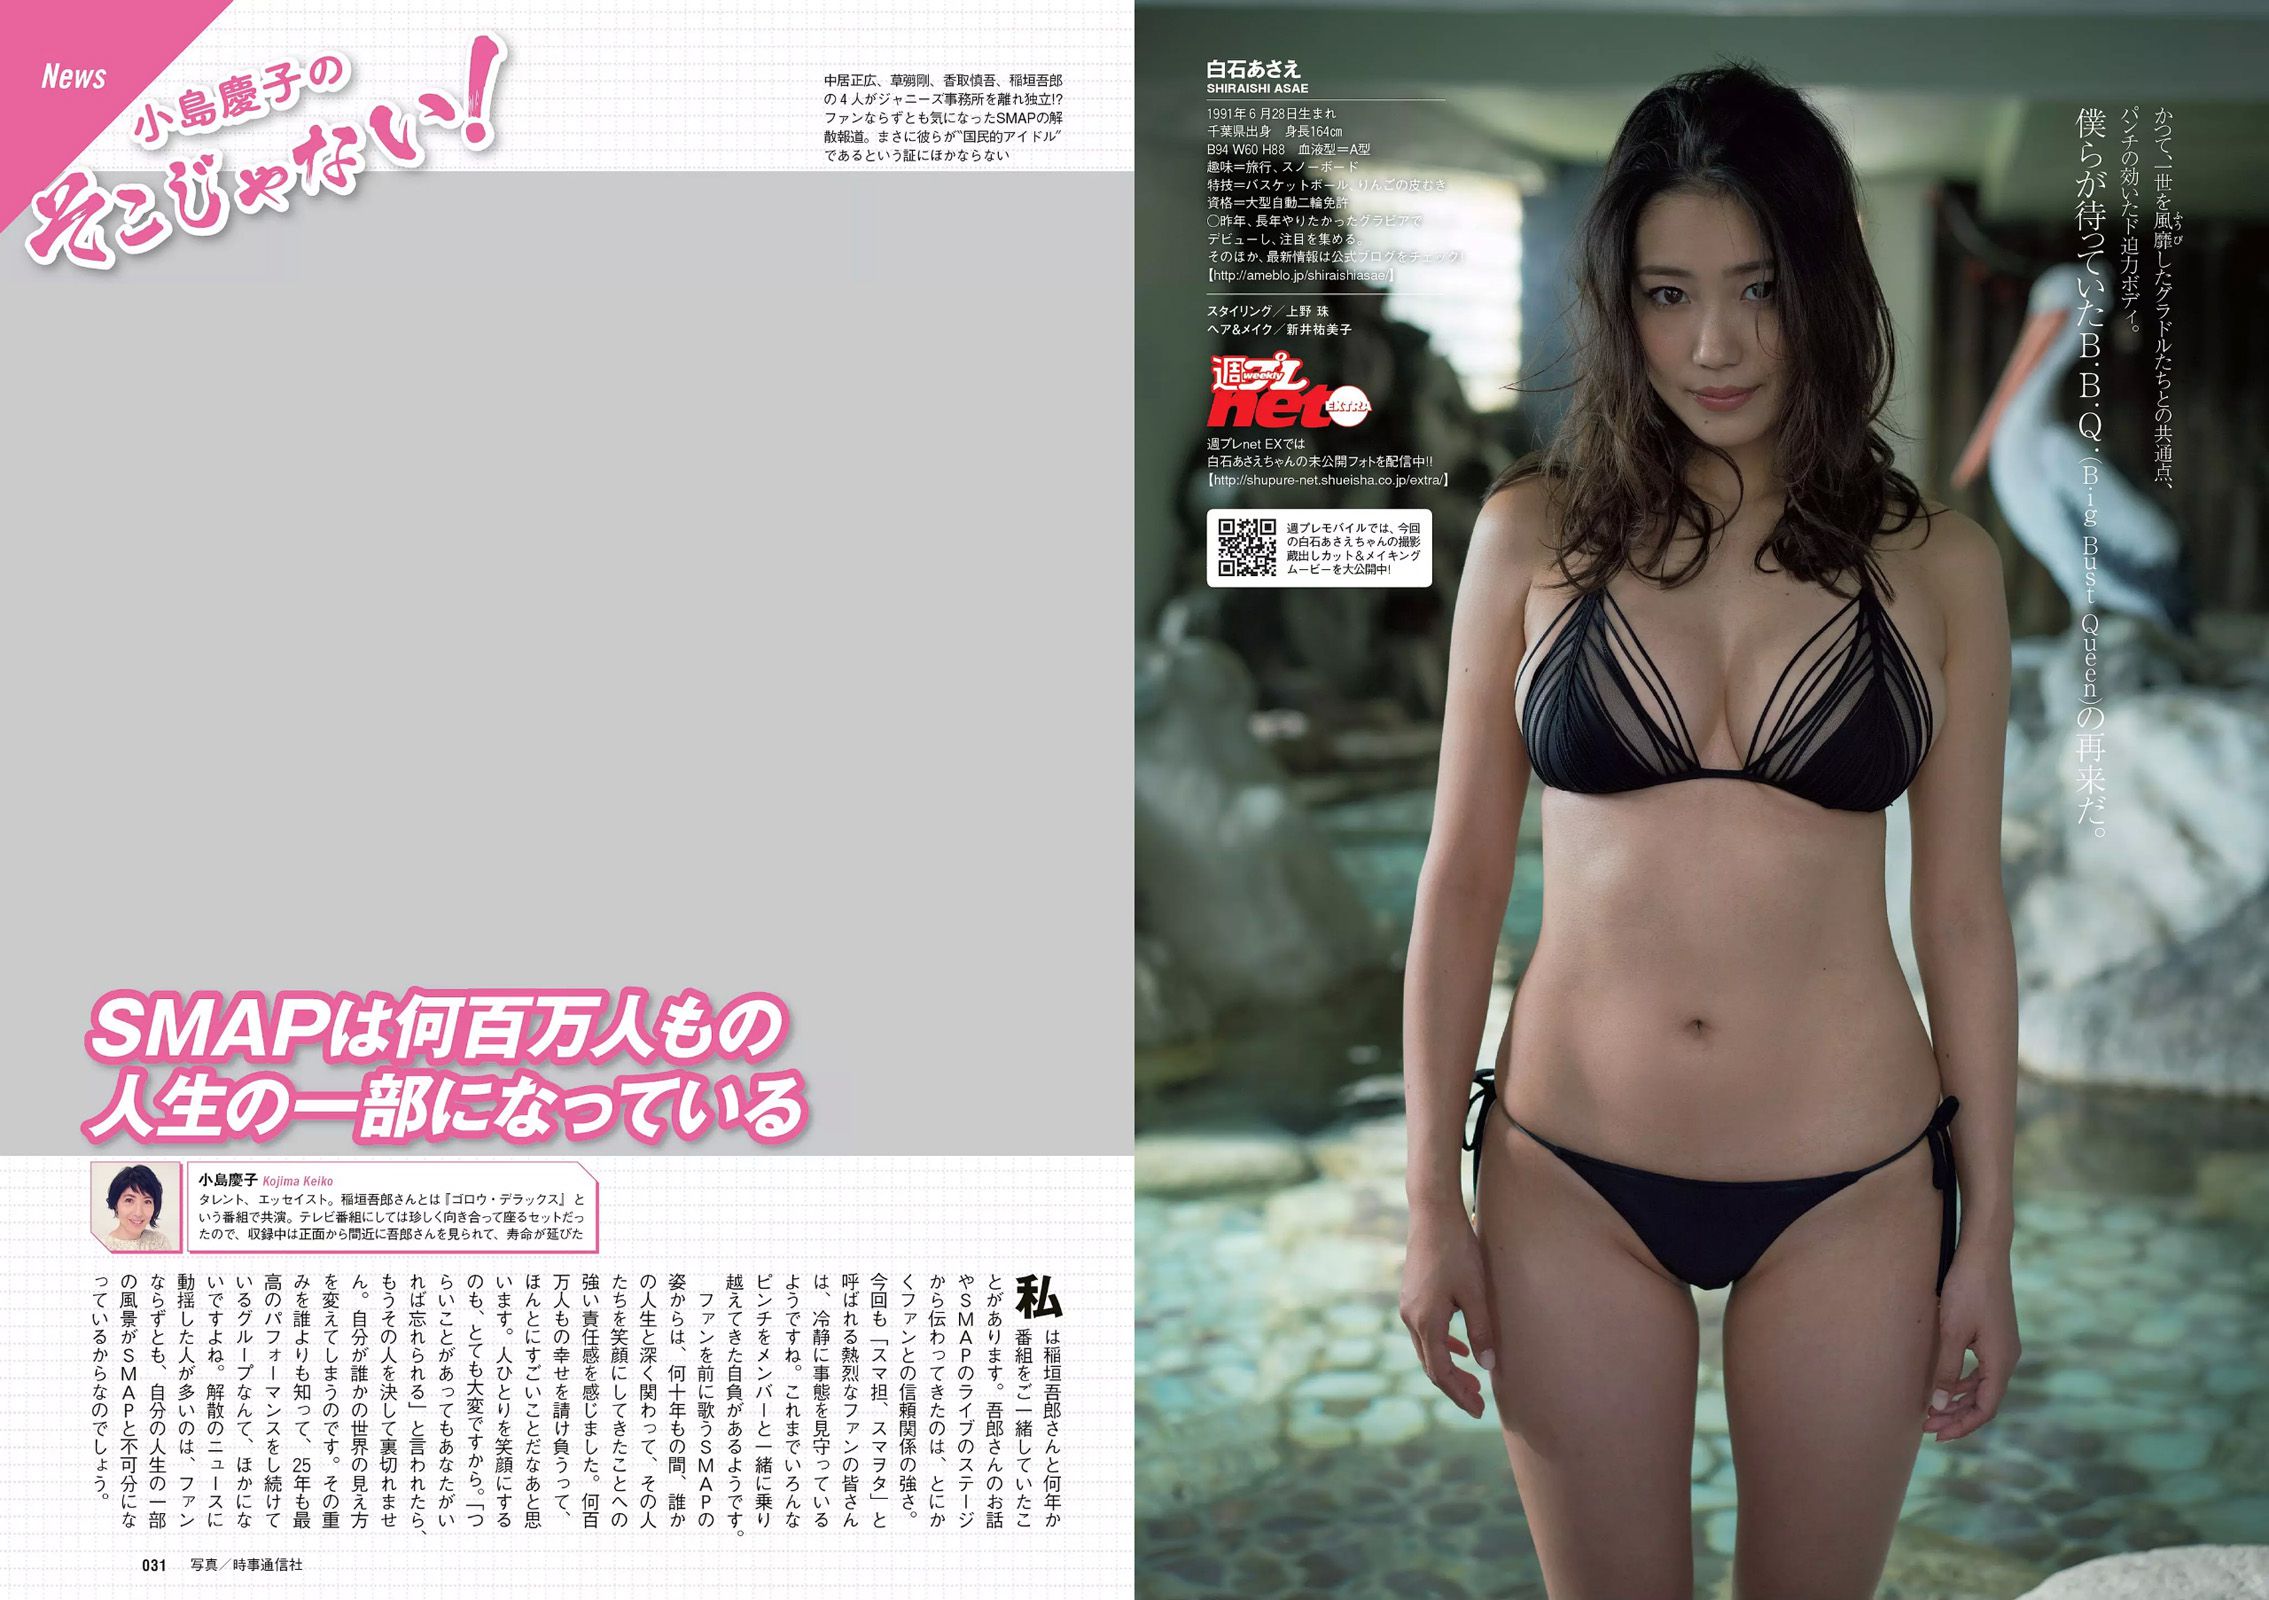 News
小島慶子の
そこじゃない!
中居正広、草彅剛、香取慎吾、稲垣吾郎
の4人がジャニーズ事務所を離れ独立!?
ファンならずとも気になったSMAPの解
散報道。まさに彼らが“国民的アイドル”
であるという証にほかならない
SMAPは何百万人もの
人生の一部になっている
小島慶子 Kojima Keiko
タレント、エッセイスト。稲垣吾郎さんとは『ゴロウ・デラックス』と
いう番組で共演。テレビ番組にしては珍しく向き合って座るセットだっ
たので、収録中は正面から間近に吾郎さんを見られて、寿命が延びた
私は稲垣吾郎さんと何年か
番組をご一緒していたこ
とがあります。吾郎さんのお話
やSMAPのライブのステージ
から伝わってきたのは、とにか
くファンとの信頼関係の強さ。
今回も「スマ担、スマヲタ」と
呼ばれる熱烈なファンの皆さん
は、冷静に事態を見守っている
ようですね。これまでいろんな
ピンチをメンバーと一緒に乗り
越えてきた自負があるようです。
ファンを前に歌うSMAPの
姿からは、何十年もの間、誰か
の人生と深く関わって、その人
たちを笑顔にしてきたことへの
強い責任感を感じました。何百
万人もの幸せを請け負うって、
ほんとにすごいことだなあと思
います。人ひとりを笑顔にする
のも、とても大変ですから。「つ
らいことがあってもあなたがい
れば忘れられる」と言われたら、
もうその人を決して裏切れませ
ん。自分が誰かの世界の見え方
を変えてしまうのです。その重
みを誰よりも知って、25年も最
高のパフォーマンスをし続けて
いるグループなんて、ほかにな
いですよね。解散のニュースに
動揺した人が多いのは、ファン
ならずとも、自分の人生の一部
の風景がSMAPと不可分にな
っているからなのでしょう。
031 写真／時事通信社
白石あさえ
SHIRAISHI ASAE
1991年6月28日生まれ
千葉県出身 身長164㎝
B94 W60 H88 血液型＝A型
趣味＝旅行、スノーボード
特技＝バスケットボール、りんごの皮むき
資格＝大型自動二輪免許
○昨年、長年やりたかったグラビアで
デビューし、注目を集める。
そのほか、最新情報は公式ブログをチェック!
【http://ameblo.jp/shiraishiasae/】
スタイリング／上野 珠
ヘア&メイク／新井祐美子
週プレ
weekly
net EXTRA
週プレnet EXでは
白石あさえちゃんの未公開フォトを配信中!!
【http://shupure-net.shueisha.co.jp/extra/】
週プレモバイルでは、今回
の白石あさえちゃんの撮影
蔵出しカット＆メイキング
ムービーを大公開中!
かつて、一世を風靡したグラドルたちとの共通点、
ふうび
パンチの効いたド迫力ボディ。
僕らが待っていたB.B.Q.(Big Bust Queen)の再来だ。